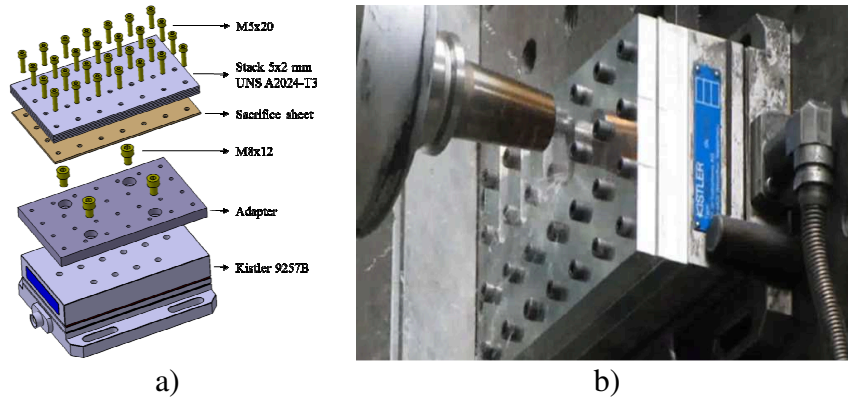 M5x20
Stack 5x2 mm
UNS A2024-T3
Sacrifice sheet
M8x12
Adapter
Kistler 9257B
KISTLER
a)
b)